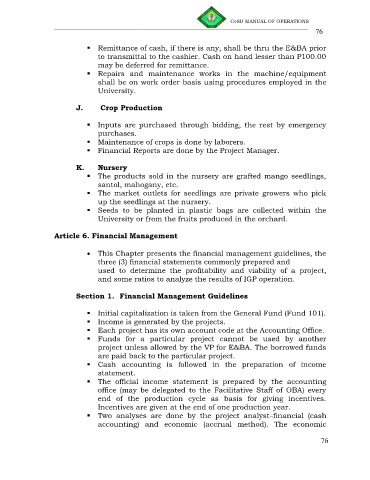 CvSU MANUAL OF OPERATIONS
76
▪ Remittance of cash, if there is any, shall be thru the E&BA prior
to transmittal to the cashier. Cash on hand lesser than P100.00
may be deferred for remittance.
▪ Repairs and maintenance works in the machine/equipment
shall be on work order basis using procedures employed in the
University.
J. Crop Production
▪ Inputs are purchased through bidding, the rest by emergency
purchases.
▪ Maintenance of crops is done by laborers.
▪ Financial Reports are done by the Project Manager.
K. Nursery
▪ The products sold in the nursery are grafted mango seedlings,
santol, mahogany, etc.
▪ The market outlets for seedlings are private growers who pick
up the seedlings at the nursery.
▪ Seeds to be planted in plastic bags are collected within the
University or from the fruits produced in the orchard.
Article 6. Financial Management
▪ This Chapter presents the financial management guidelines, the
three (3) financial statements commonly prepared and
used to determine the profitability and viability of a project,
and some ratios to analyze the results of IGP operation.
Section 1. Financial Management Guidelines
▪ Initial capitalization is taken from the General Fund (Fund 101).
▪ Income is generated by the projects.
▪ Each project has its own account code at the Accounting Office.
▪ Funds for a particular project cannot be used by another
project unless allowed by the VP for E&BA. The borrowed funds
are paid back to the particular project.
▪ Cash accounting is followed in the preparation of income
statement.
▪ The official income statement is prepared by the accounting
office (may be delegated to the Facilitative Staff of OBA) every
end of the production cycle as basis for giving incentives.
Incentives are given at the end of one production year.
▪ Two analyses are done by the project analyst–financial (cash
accounting) and economic (accrual method). The economic
76